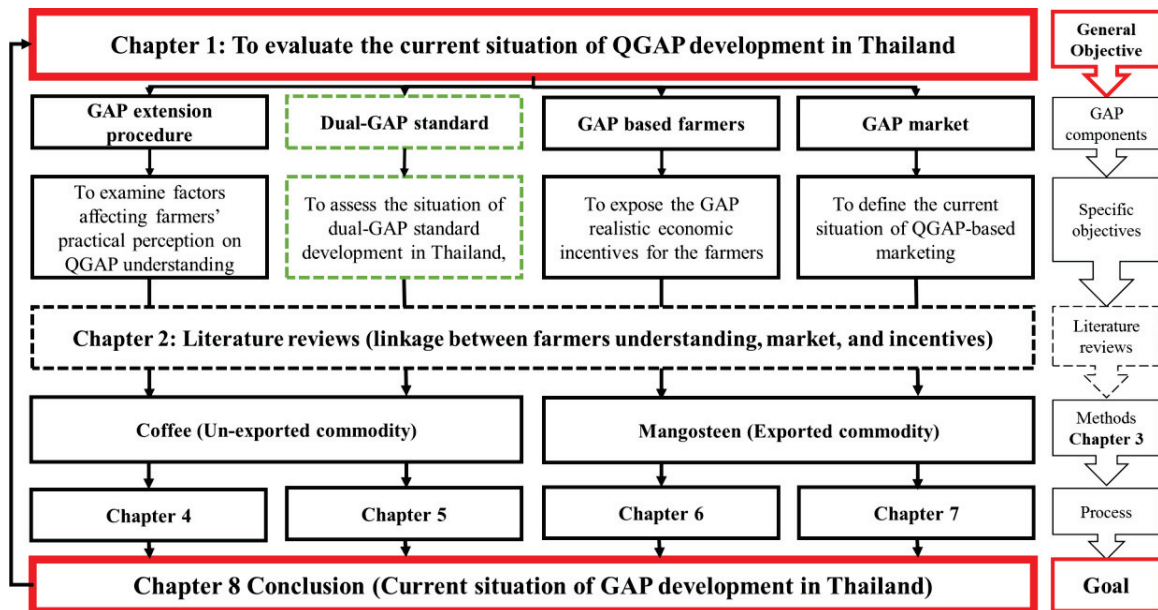 Chapter 1: To evaluate the current situation of QGAP development in Thailand
General
Objective
GAP extension
procedure
Dual-GAP standard
GAP based farmers
GAP market
GAP
components
To examine factors
affecting farmers'
practical perception on
QGAP understanding
To assess the situation of
dual-GAP standard
development in Thailand,
To expose the GAP
realistic economic
incentives for the farmers
To define the current
situation of QGAP-based
marketing
Specific
objectives
Chapter 2: Literature reviews (linkage between farmers understanding, market, and incentives)
Literature
reviews
Coffee (Un-exported commodity)
Mangosteen (Exported commodity)
Methods
Chapter 3
Chapter 4
Chapter 5
Chapter 6
Chapter 7
Process
Chapter 8 Conclusion (Current situation of GAP development in Thailand)
Goal